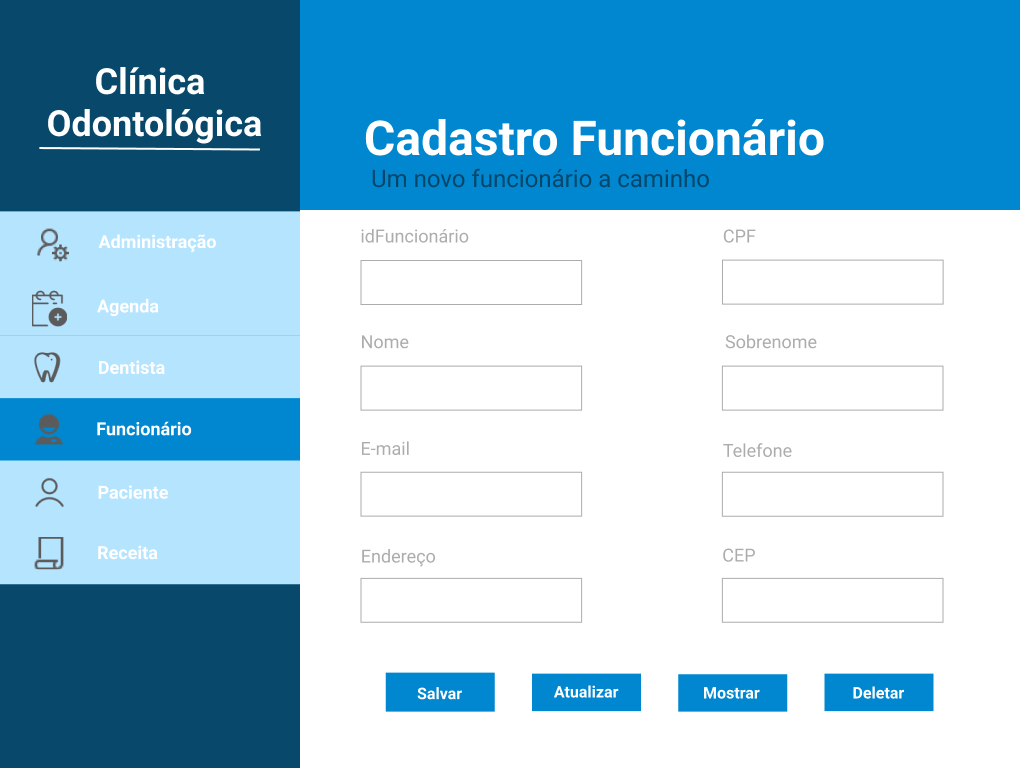 Clínica
Odontológica
Administração
Agenda
Dentista
Funcionário
Paciente
Receita
Cadastro Funcionário
Um novo funcionário a caminho
idFuncionário
CPF
Nome
Sobrenome
E-mail
Telefone
Endereço
CEP
Salvar
Atualizar
Mostrar
Deletar